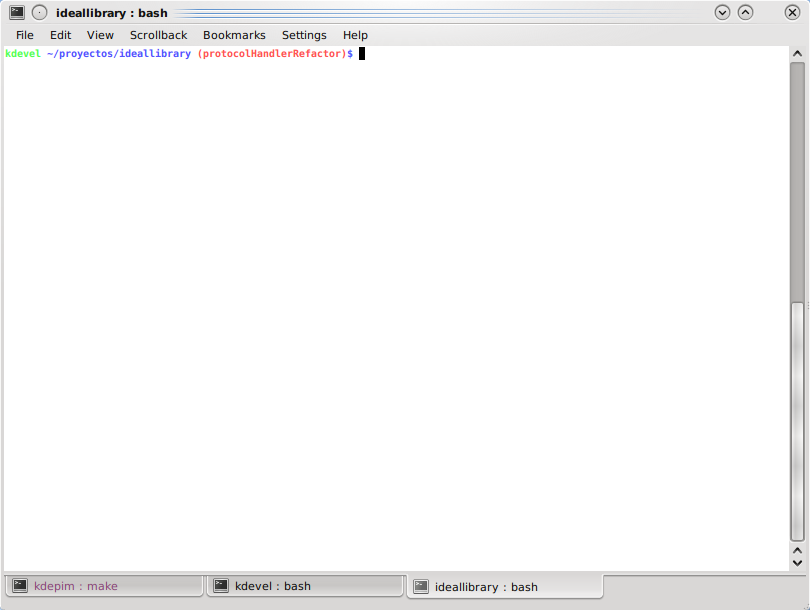 ideallibrary : bash
File Edit View Scrollback Bookmarks Settings Help
kdevel ~/proyectos/ideallibrary (protocolHandlerRefactor)$
kdepim : make kdevel : bash ideallibrary : bash